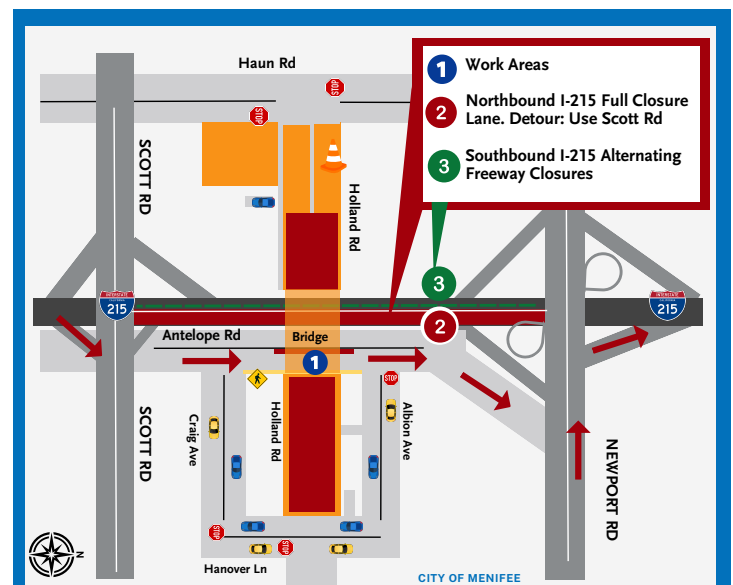 Haun Rd
STOP
STOP
1 Work Areas
2 Northbound I-215 Full Closure
Lane. Detour: Use Scott Rd
3 Southbound I-215 Alternating
Freeway Closures
SCOTT RD
Holland Rd
3
INTERSTATE
215
INTERSTATE
215
2
Antelope Rd
Bridge
1
STOP
SCOTT RD
Craig Ave
Holland Rd
Albion Ave
NEWPORT RD
STOP
STOP
N
Hanover Ln
CITY OF MENIFEE